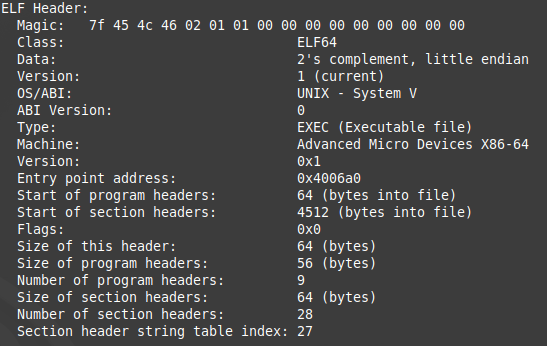 ELF Header:
  Magic:   7f 45 4c 46 02 01 01 00 00 00 00 00 00 00 00 00
  Class:                             ELF64
  Data:                              2's complement, little endian
  Version:                           1 (current)
  OS/ABI:                            UNIX - System V
  ABI Version:                       0
  Type:                              EXEC (Executable file)
  Machine:                           Advanced Micro Devices X86-64
  Version:                           0x1
  Entry point address:               0x4006a0
  Start of program headers:          64 (bytes into file)
  Start of section headers:          4512 (bytes into file)
  Flags:                             0x0
  Size of this header:               64 (bytes)
  Size of program headers:           56 (bytes)
  Number of program headers:         9
  Size of section headers:           64 (bytes)
  Number of section headers:         28
  Section header string table index: 27